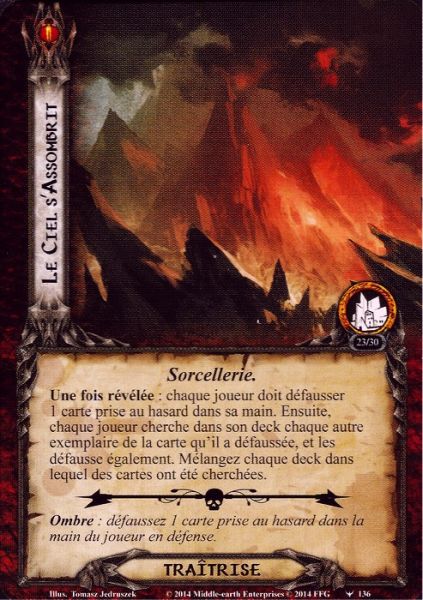 LE CIEL S'ASSOMBRIT
23/30
Sorcellerie.
Une fois révélée : chaque joueur doit défausser
1 carte prise au hasard dans sa main. Ensuite,
chaque joueur cherche dans son deck chaque autre
exemplaire de la carte qu'il a défaussée, et les
défausse également. Mélangez chaque deck dans
lequel des cartes ont été cherchées.
Ombre : défaussez 1 carte prise au hasard dans la
main du joueur en défense.
TRAÎTRISE
Illus. Tomasz Jedruszek © 2014 Middle-earth Enterprises © 2014 FFG 136